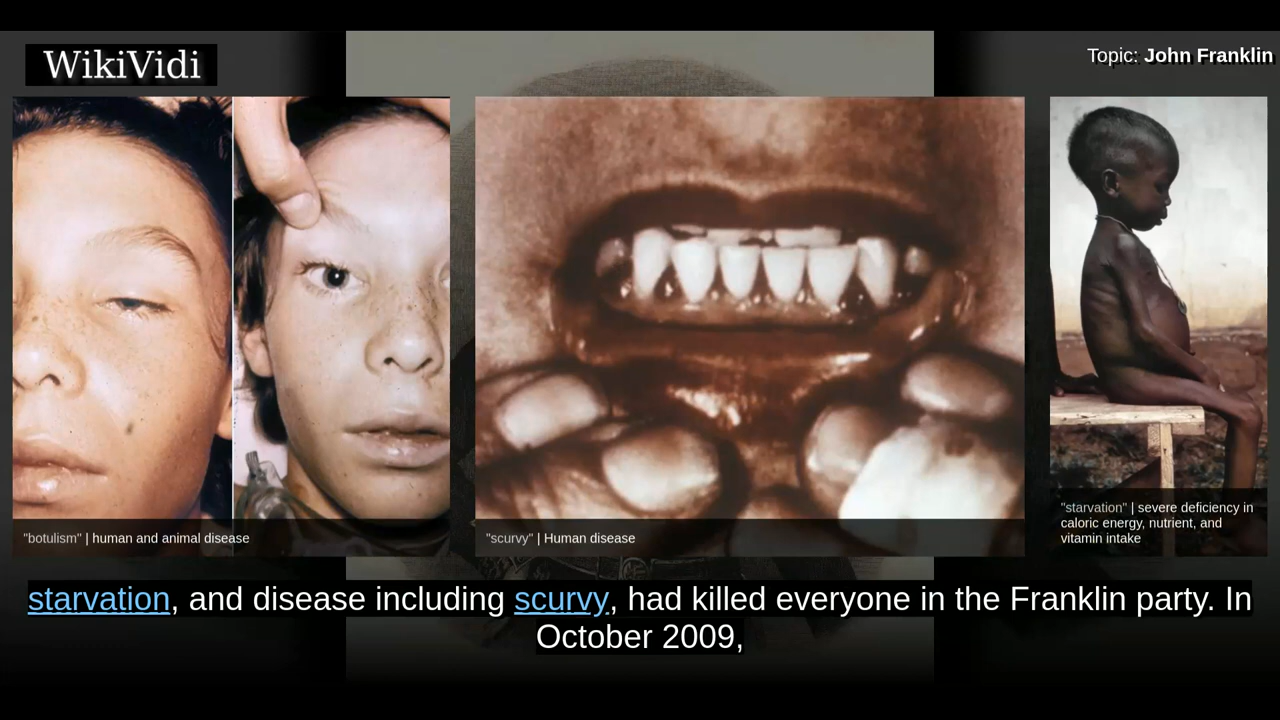 WikiVidi
Topic: John Franklin
"botulism" | human and animal disease
"scurvy" | Human disease
"starvation" | severe deficiency in
caloric energy, nutrient, and
vitamin intake
starvation, and disease including scurvy, had killed everyone in the Franklin party. In
October 2009,